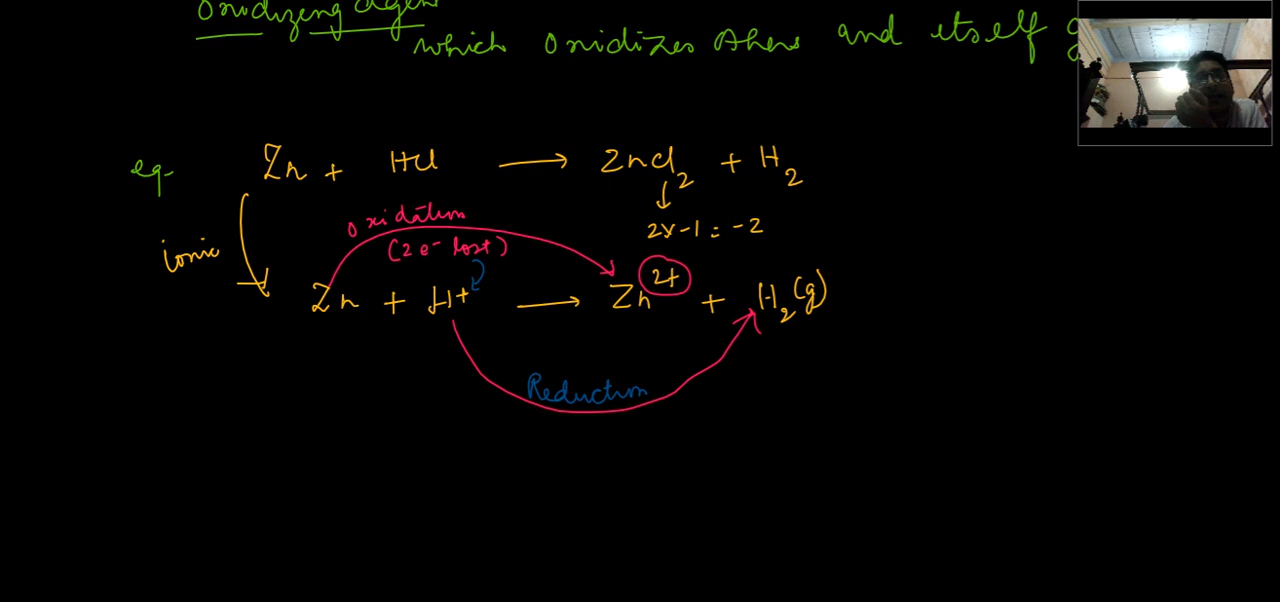 Oxidizing agent
which oxidizes others and itself g
eg- Zn + HCl → ZnCl2 + H2
2x-1 = -2
oxidation
(2e- lost)
ionic
Zn + H+ → Zn2+ + H2(g)
Reduction